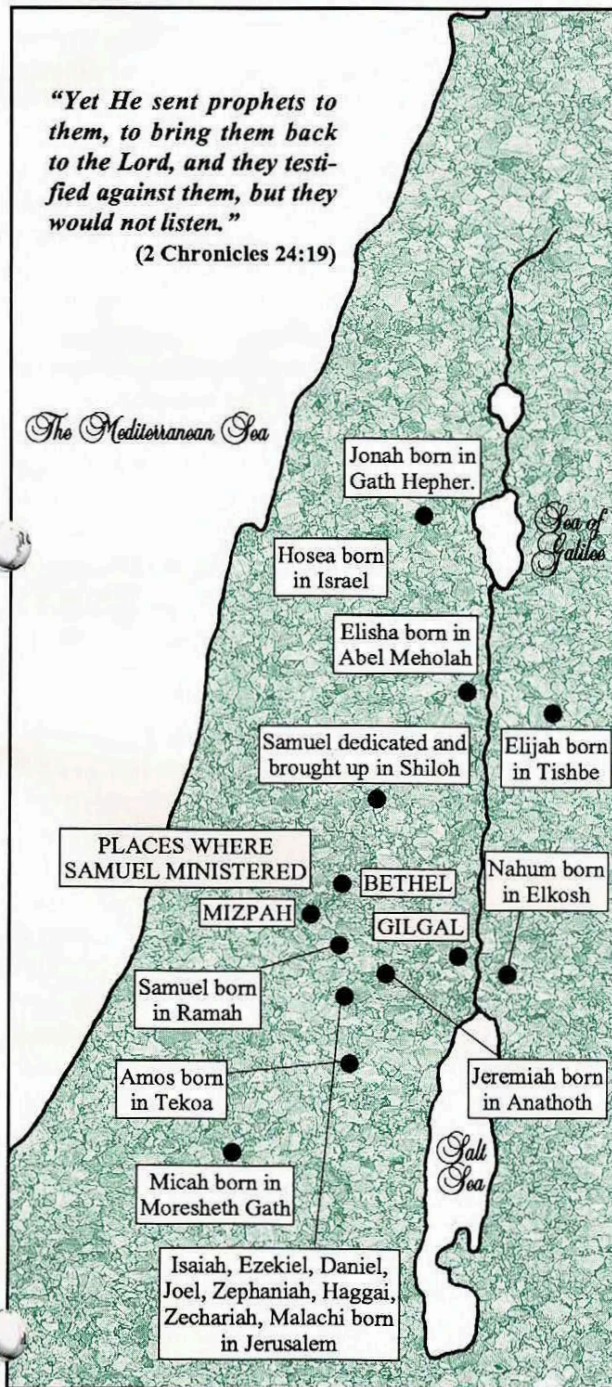 “Yet He sent prophets to
them, to bring them back
to the Lord, and they testi-
fied against them, but they
would not listen.”
(2 Chronicles 24:19)
The Mediterranean Sea
Jonah born in
Gath Hepher.
Sea of
Galilee
Hosea born
in Israel
Elisha born in
Abel Meholah
Samuel dedicated and
brought up in Shiloh
Elijah born
in Tishbe
PLACES WHERE
SAMUEL MINISTERED
BETHEL
Nahum born
in Elkosh
MIZPAH
GILGAL
Samuel born
in Ramah
Amos born
in Tekoa
Jeremiah born
in Anathoth
Salt
Sea
Micah born in
Moresheth Gath
Isaiah, Ezekiel, Daniel,
Joel, Zephaniah, Haggai,
Zechariah, Malachi born
in Jerusalem